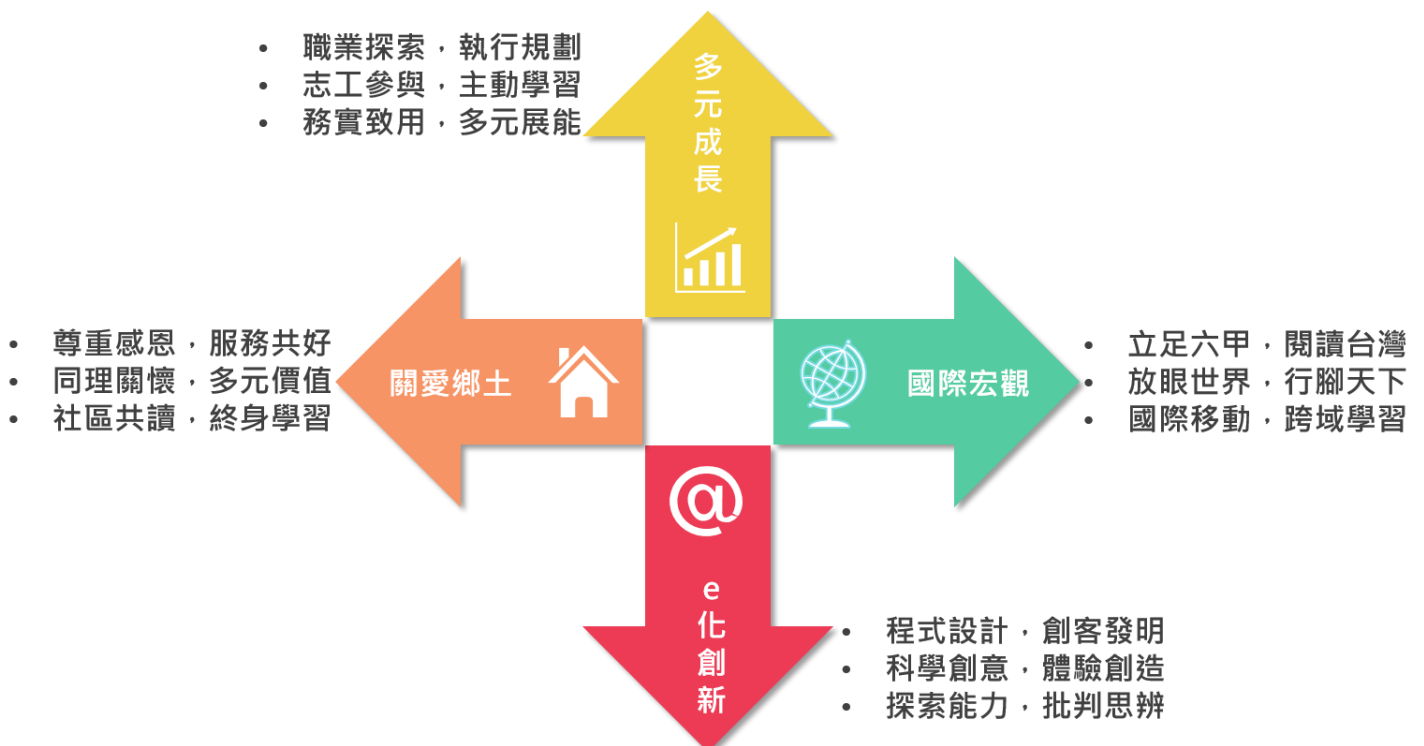 • 職業探索，執行規劃
• 志工參與，主動學習
• 務實致用，多元展能
多元成長
• 尊重感恩，服務共好
• 同理關懷，多元價值
• 社區共讀，終身學習
關愛鄉土
國際宏觀
• 立足六甲，閱讀台灣
• 放眼世界，行腳天下
• 國際移動，跨域學習
@
e化創新
• 程式設計，創客發明
• 科學創意，體驗創造
• 探索能力，批判思辨